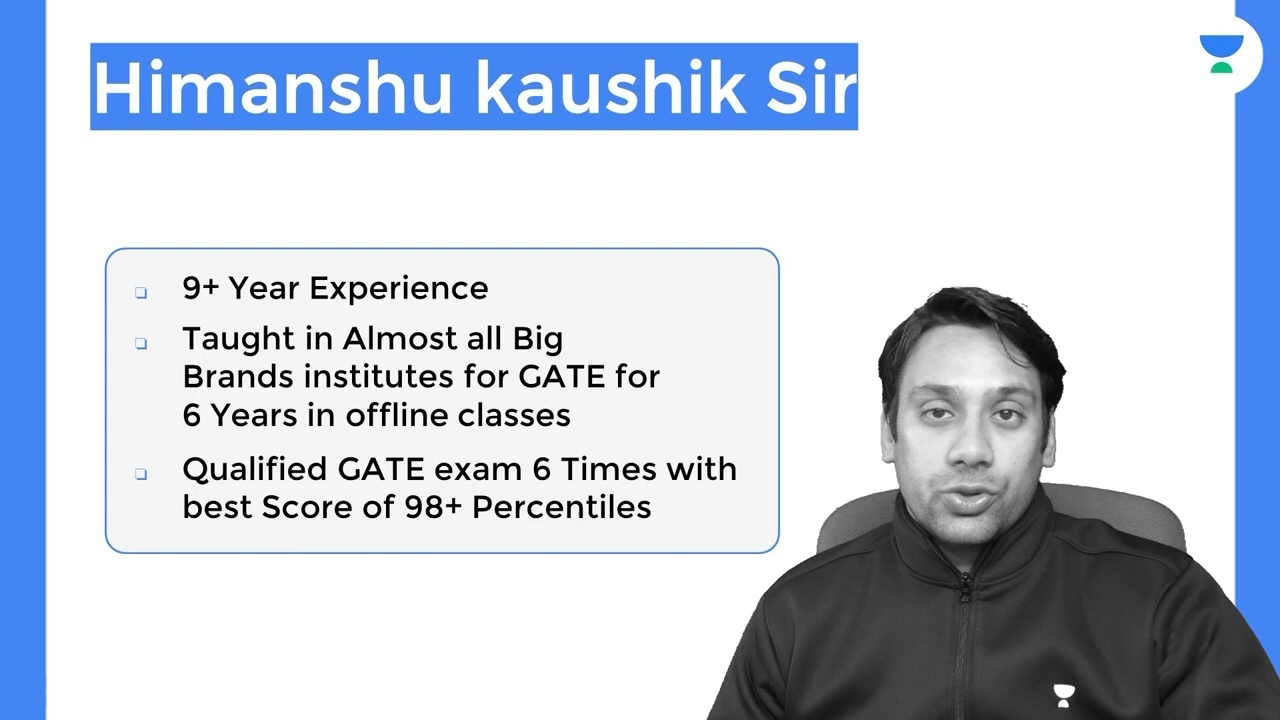 Himanshu kaushik Sir
9+ Year Experience
Taught in Almost all Big
Brands institutes for GATE for
6 Years in offline classes
Qualified GATE exam 6 Times with
best Score of 98+ Percentiles